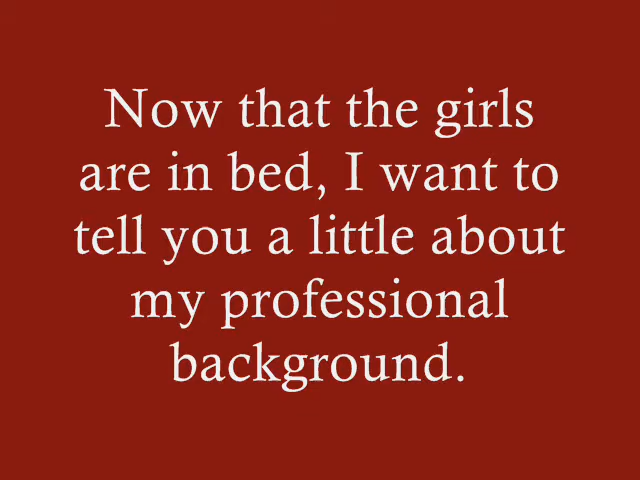 Now that the girls
are in bed, I want to
tell you a little about
my professional
background.